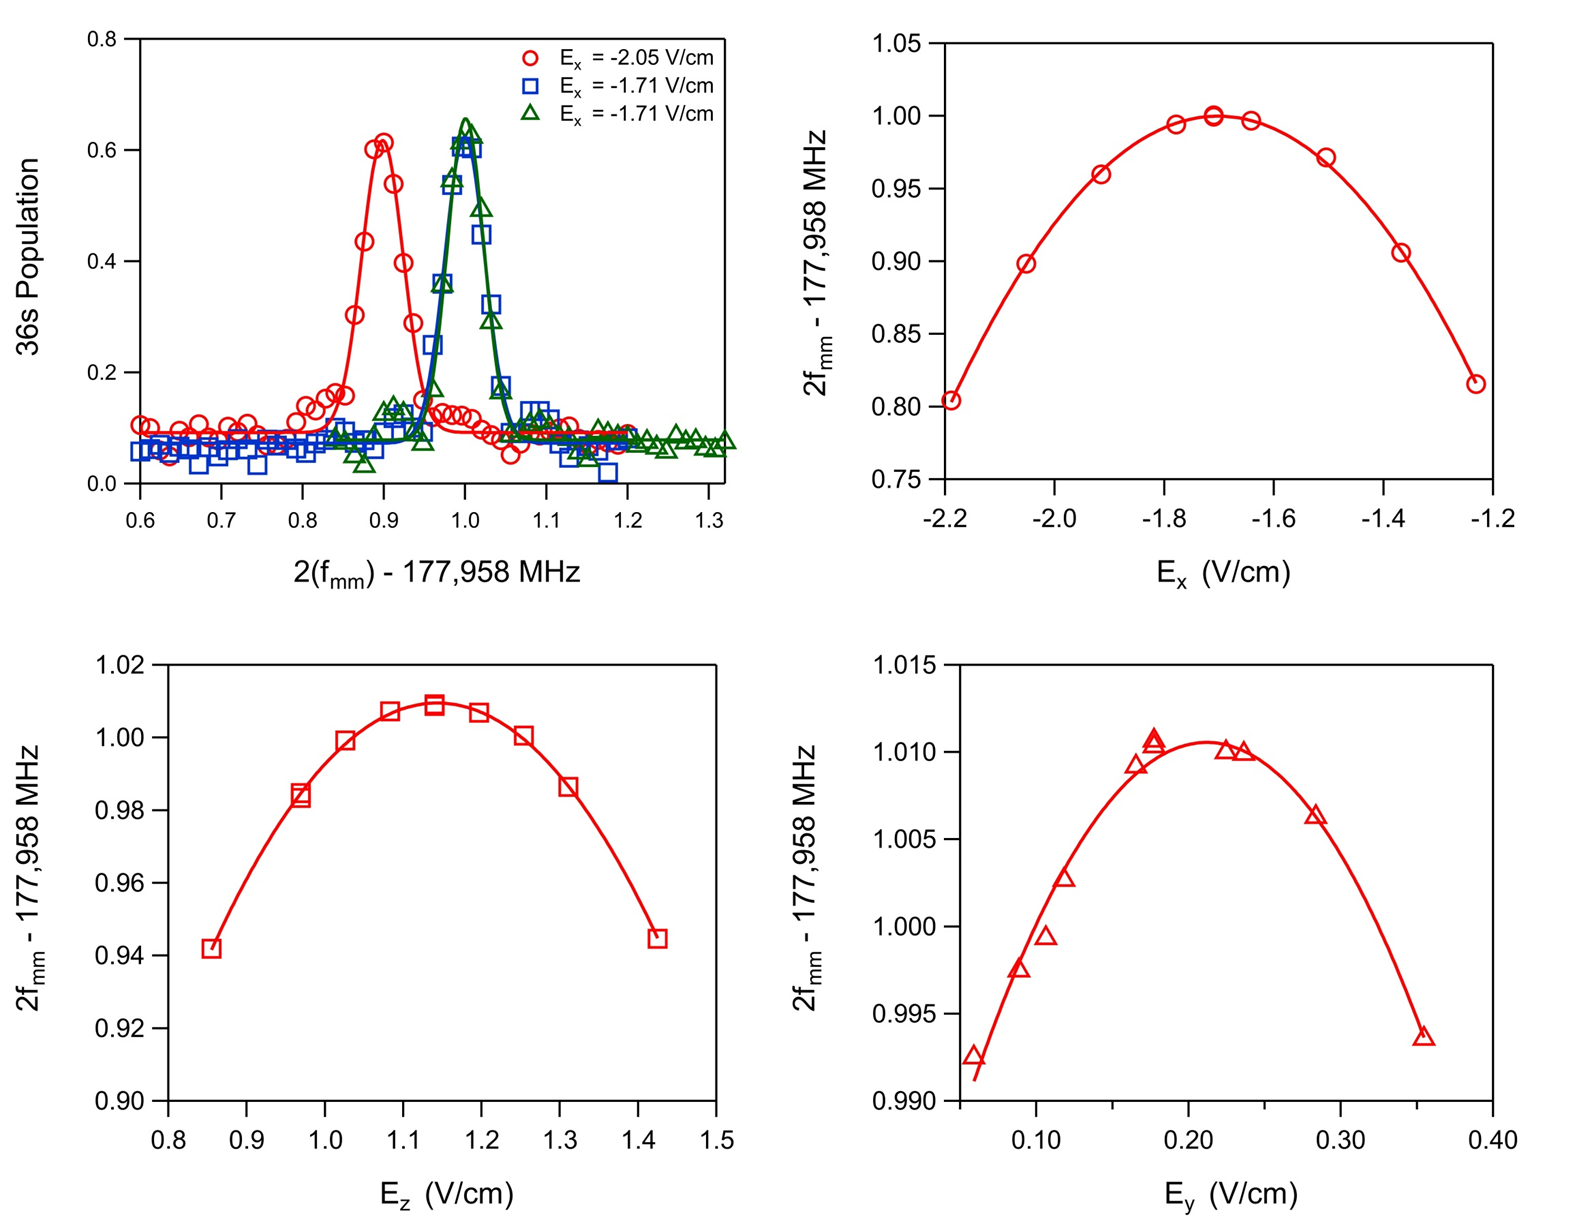 0.8
0.6
0.4
0.2
0.0
36s Population
E_x = -2.05 V/cm
E_x = -1.71 V/cm
E_x = -1.71 V/cm
0.6 0.7 0.8 0.9 1.0 1.1 1.2 1.3
2(f_mm) - 177,958 MHz
1.05
1.00
0.95
0.90
0.85
0.80
0.75
2f_mm - 177,958 MHz
-2.2 -2.0 -1.8 -1.6 -1.4 -1.2
E_x (V/cm)
1.02
1.00
0.98
0.96
0.94
0.92
0.90
2f_mm - 177,958 MHz
0.8 0.9 1.0 1.1 1.2 1.3 1.4 1.5
E_z (V/cm)
1.015
1.010
1.005
1.000
0.995
0.990
2f_mm - 177,958 MHz
0.10 0.20 0.30 0.40
E_y (V/cm)